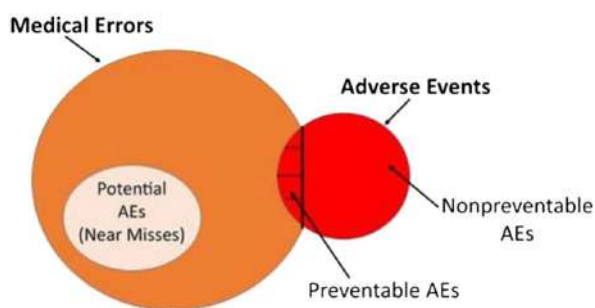 Medical Errors
Adverse Events
Potential
AEs
(Near Misses)
Nonpreventable
AEs
Preventable AEs